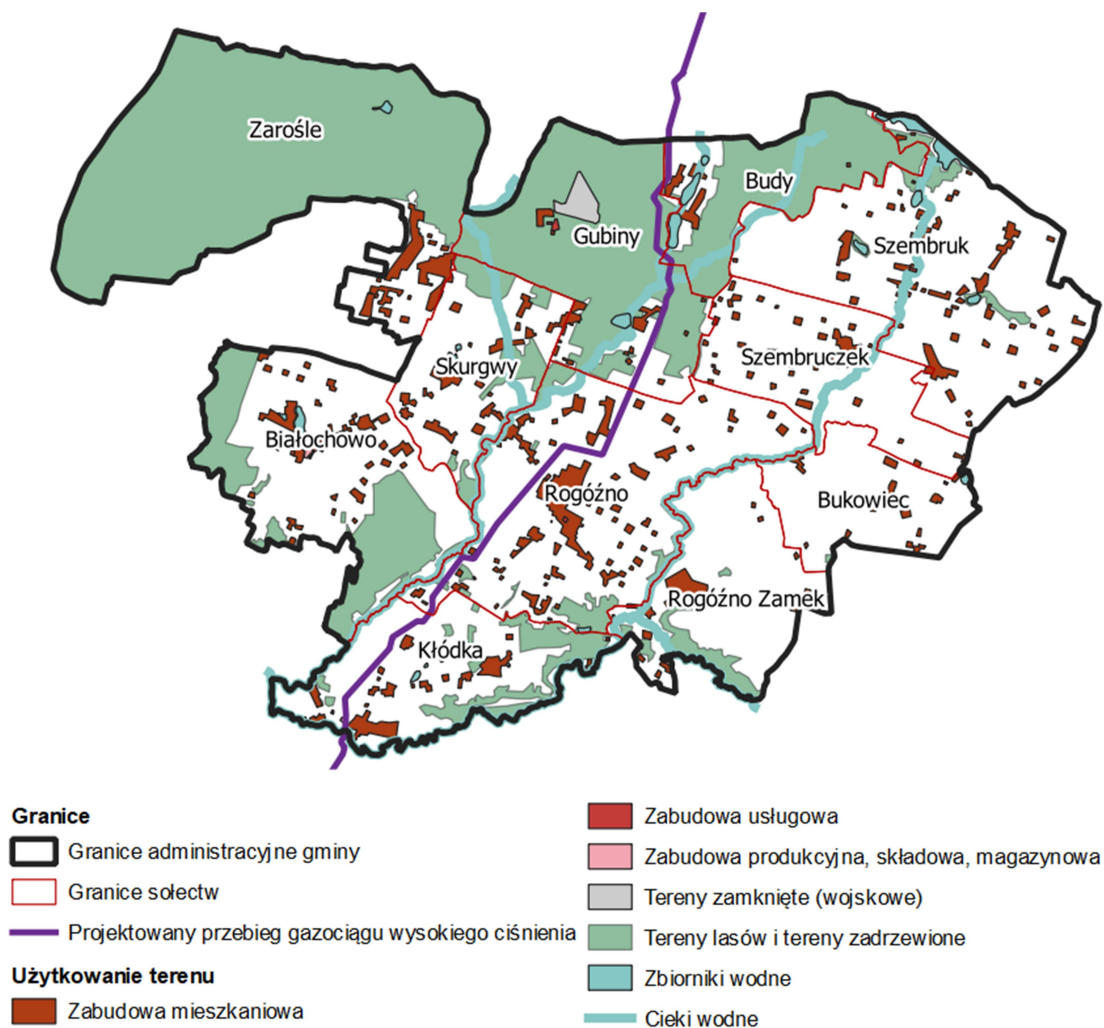 Zarośle
Budy
Gubiny
Szembruk
Szembruczek
Skurgwy
Białochowo
Rogóźno
Bukowiec
Rogóźno Zamek
Kłódka
Granice
Granice administracyjne gminy
Granice sołectw
Projektowany przebieg gazociągu wysokiego ciśnienia
Użytkowanie terenu
Zabudowa mieszkaniowa
Zabudowa usługowa
Zabudowa produkcyjna, składowa, magazynowa
Tereny zamknięte (wojskowe)
Tereny lasów i tereny zadrzewione
Zbiorniki wodne
Cieki wodne